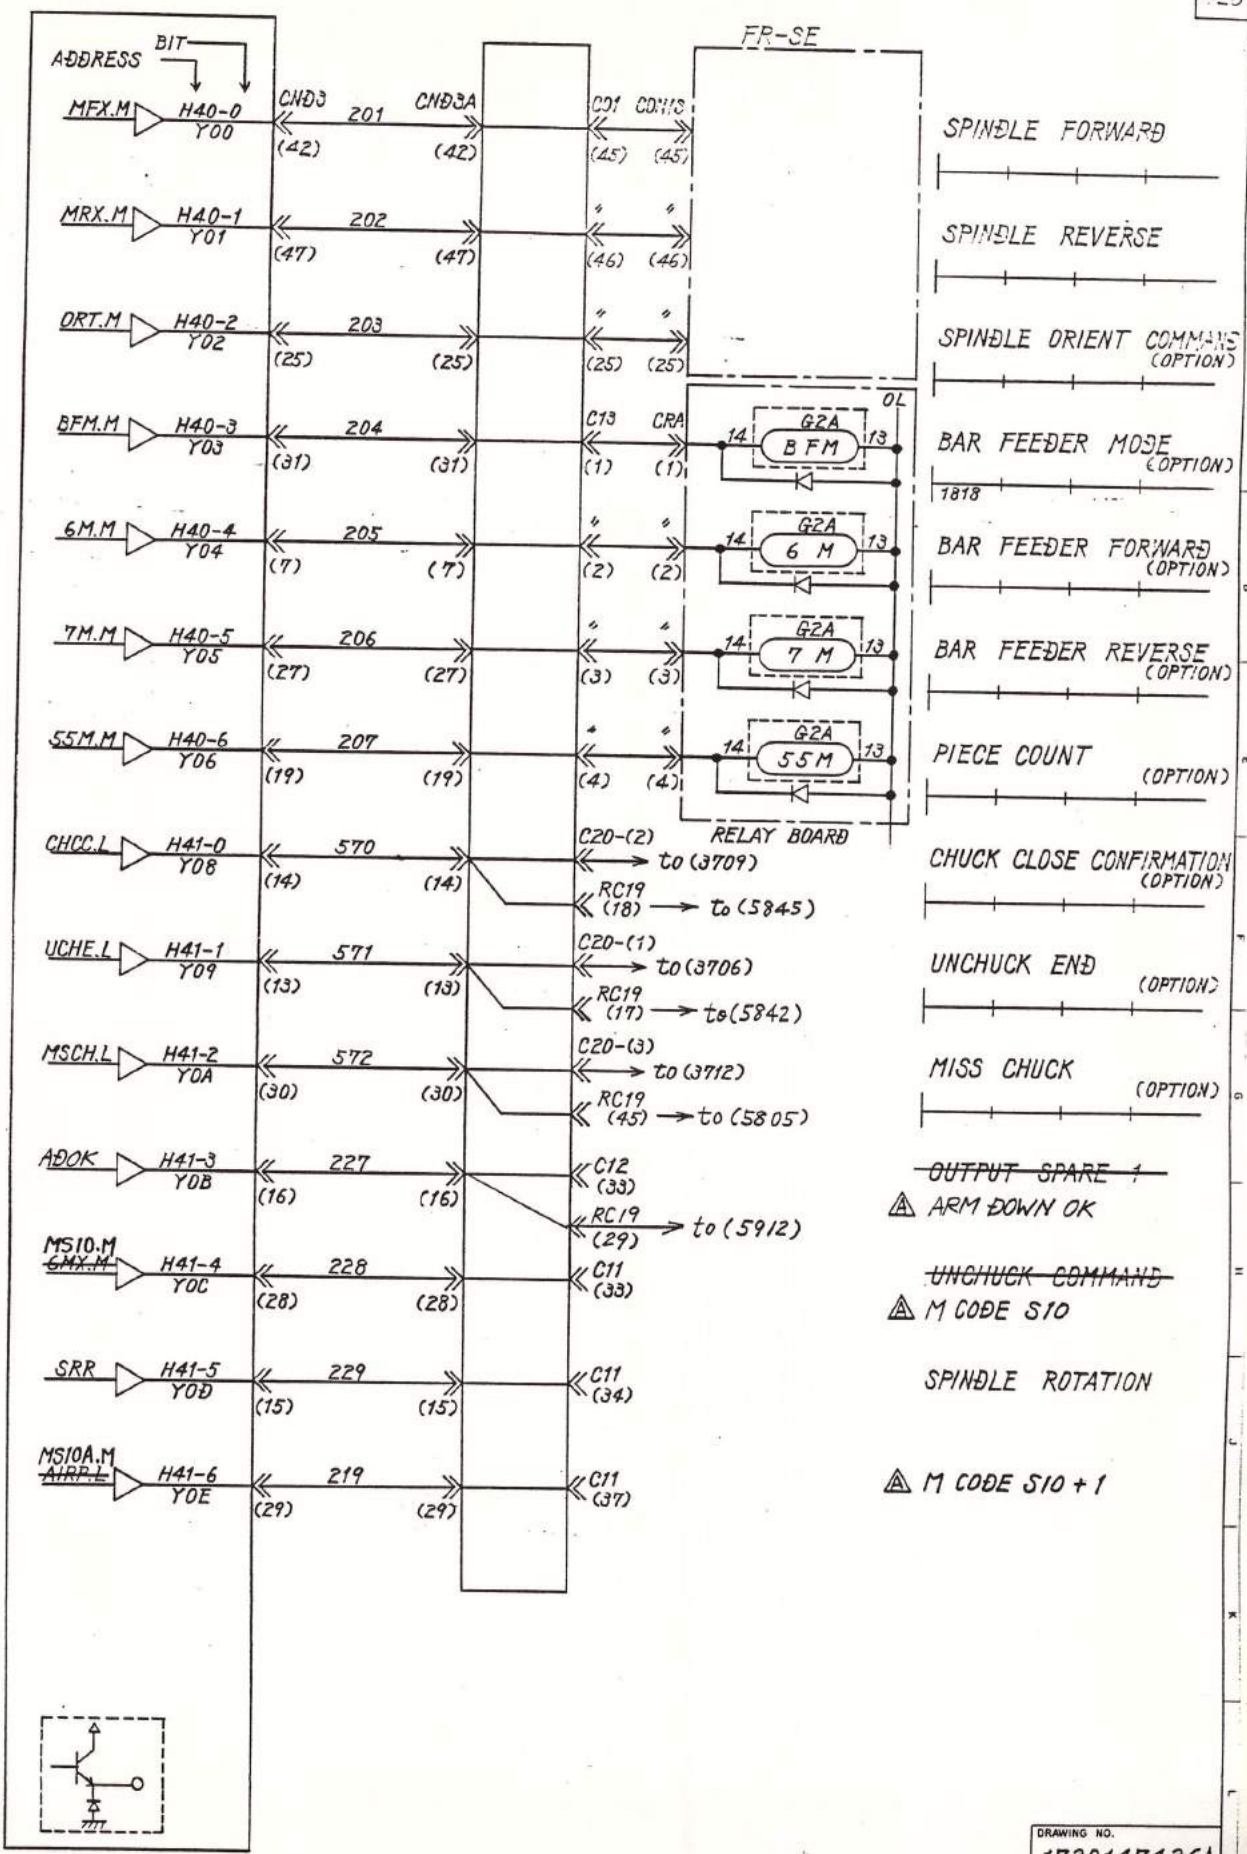 FR-SE
BIT
ADDRESS
MFX.M H40-0 CND3 201 CND3A C01 SPINDLE FORWARD
Y00 (42) (42) (45) (45)
MRX.M H40-1 202 " " SPINDLE REVERSE
Y01 (47) (47) (46) (46)
ORT.M H40-2 203 " " SPINDLE ORIENT COMMAND
Y02 (25) (25) (25) (25) (OPTION)
OL
BFM.M H40-3 204 C13 CRA 14 G2A 13 BAR FEEDER MODE
Y03 (31) (31) (1) (1) BFM (OPTION)
1818
6M.M H40-4 205 " " 14 G2A 13 BAR FEEDER FORWARD
Y04 (7) (7) (2) (2) 6 M (OPTION)
7M.M H40-5 206 " " 14 G2A 13 BAR FEEDER REVERSE
Y05 (27) (27) (3) (3) 7 M (OPTION)
55M.M H40-6 207 " " 14 G2A 13 PIECE COUNT
Y06 (19) (19) (4) (4) 55M (OPTION)
RELAY BOARD
CHCC.L H41-0 570 C20-(2) to (3709) CHUCK CLOSE CONFIRMATION
Y08 (14) (14) (OPTION)
RC19 (18) to (5845)
UCHE.L H41-1 571 C20-(1) to (3706) UNCHUCK END
Y09 (13) (13) (OPTION)
RC19 (17) to (5842)
MSCH.L H41-2 572 C20-(3) to (3712) MISS CHUCK
Y0A (30) (30) (OPTION)
RC19 (45) to (5805)
ADOK H41-3 227 C12 OUTPUT SPARE 1
Y0B (16) (16) (33)
A ARM DOWN OK
RC19 (29) to (5912)
MS10.M
GMX.M H41-4 228 C11 UNCHUCK COMMAND
Y0C (28) (28) (33)
A M CODE S10
SRR H41-5 229 C11 SPINDLE ROTATION
Y0D (15) (15) (34)
MS10A.M
AIRP.L H41-6 219 C11 A M CODE S10 + 1
Y0E (29) (29) (37)
E
F
G
H
J
K
L
DRAWING NO.